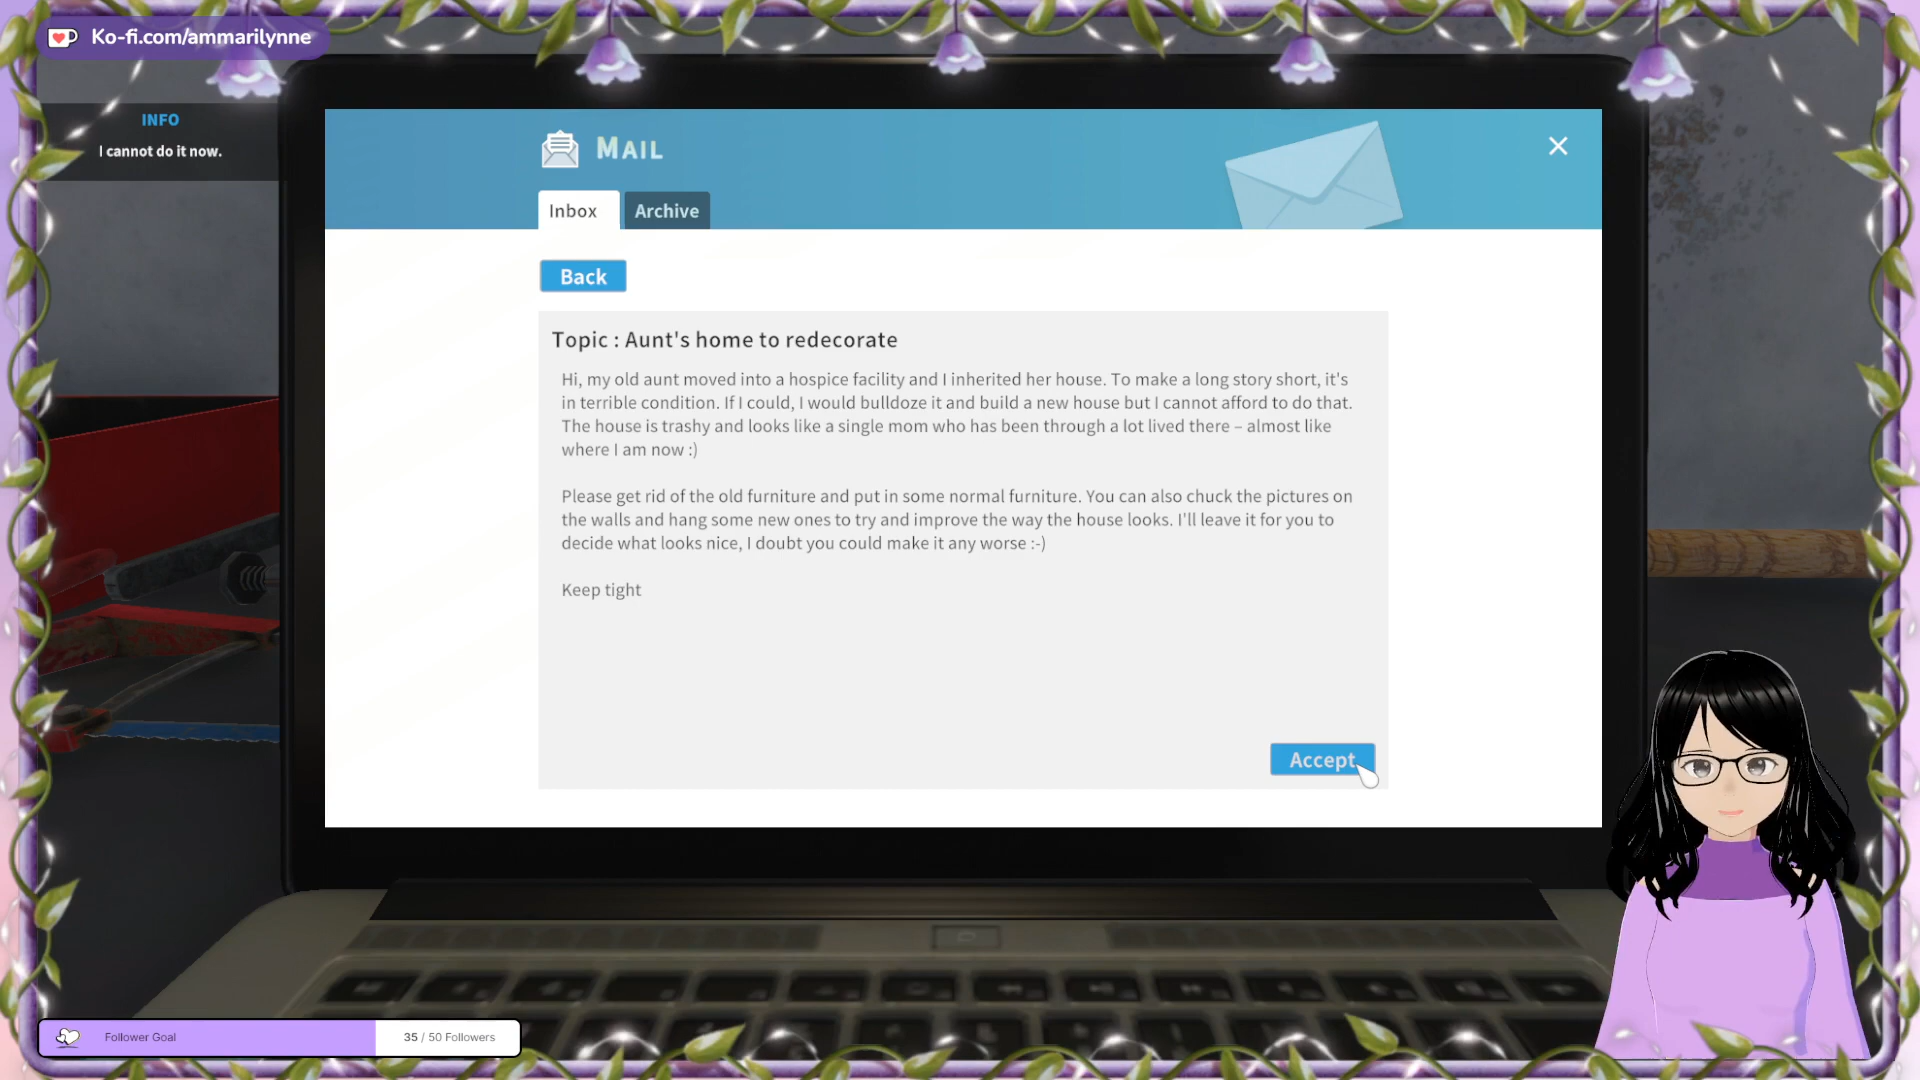 Ko-fi.com/ammarilynne
INFO
I cannot do it now.
MAIL
Inbox
Archive
Back
Topic : Aunt's home to redecorate
Hi, my old aunt moved into a hospice facility and I inherited her house. To make a long story short, it's
in terrible condition. If I could, I would bulldoze it and build a new house but I cannot afford to do that.
The house is trashy and looks like a single mom who has been through a lot lived there – almost like
where I am now :)
Please get rid of the old furniture and put in some normal furniture. You can also chuck the pictures on
the walls and hang some new ones to try and improve the way the house looks. I'll leave it for you to
decide what looks nice, I doubt you could make it any worse :-)
Keep tight
Accept
Follower Goal
35 / 50 Followers